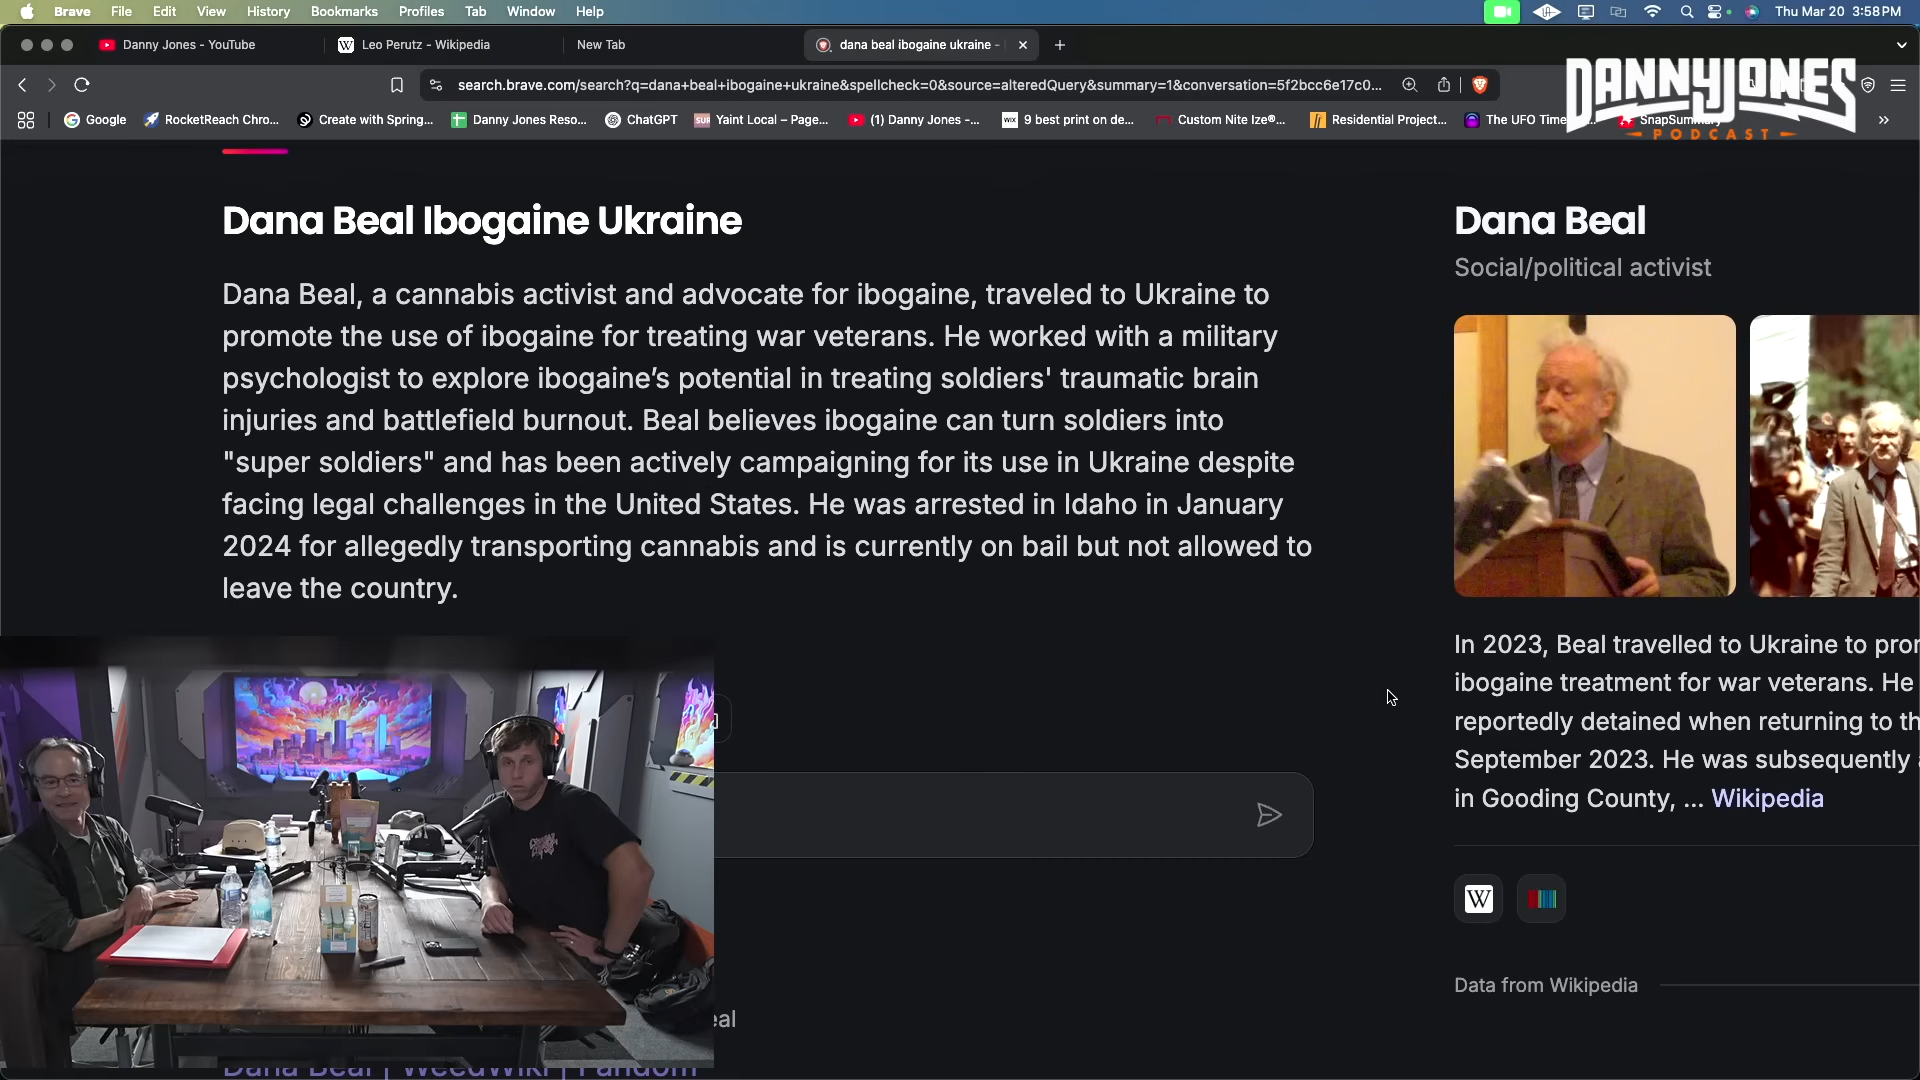 Brave File Edit View History Bookmarks Profiles Tab Window Help
Thu Mar 20 3:58 PM
Danny Jones - YouTube
Leo Perutz - Wikipedia
New Tab
dana beal ibogaine ukraine -
search.brave.com/search?q=dana+beal+ibogaine+ukraine&spellcheck=0&source=alteredQuery&summary=1&conversation=5f2bcc6e17c0...
DANNY JONES
PODCAST
Google
RocketReach Chro...
Create with Spring...
Danny Jones Reso...
ChatGPT
Yaint Local – Page...
(1) Danny Jones -...
9 best print on de...
Custom Nite Ize®...
Residential Project...
The UFO Time
SnapSummary
Dana Beal Ibogaine Ukraine
Dana Beal, a cannabis activist and advocate for ibogaine, traveled to Ukraine to
promote the use of ibogaine for treating war veterans. He worked with a military
psychologist to explore ibogaine's potential in treating soldiers' traumatic brain
injuries and battlefield burnout. Beal believes ibogaine can turn soldiers into
"super soldiers" and has been actively campaigning for its use in Ukraine despite
facing legal challenges in the United States. He was arrested in Idaho in January
2024 for allegedly transporting cannabis and is currently on bail but not allowed to
leave the country.
eal
Dana Beal | WeedWiki | Fandom
Dana Beal
Social/political activist
In 2023, Beal travelled to Ukraine to pro
ibogaine treatment for war veterans. He
reportedly detained when returning to th
September 2023. He was subsequently
in Gooding County, ... Wikipedia
W
Data from Wikipedia